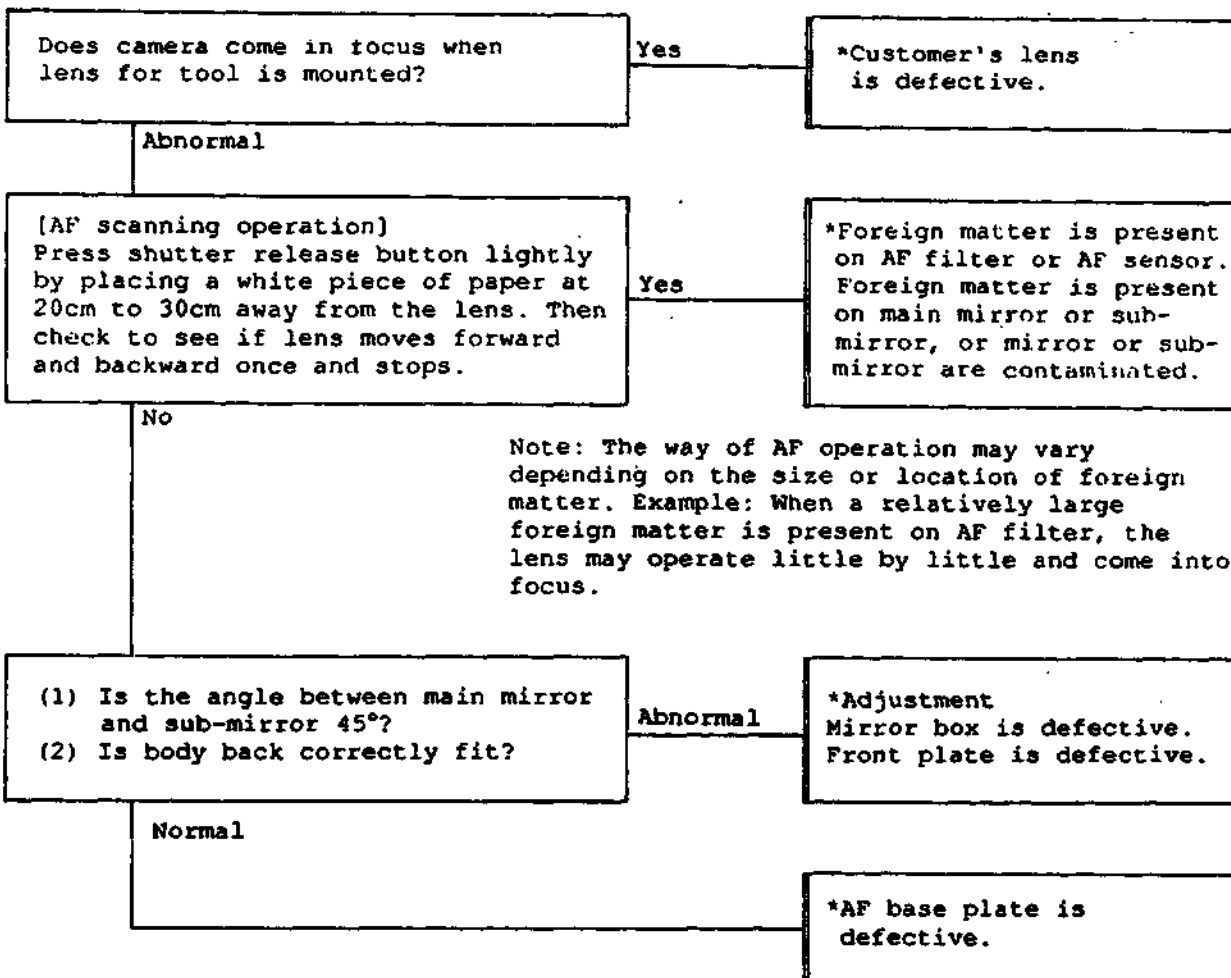 Does camera come in focus when
lens for tool is mounted?
Yes
*Customer's lens
is defective.
Abnormal
[AF scanning operation]
Press shutter release button lightly
by placing a white piece of paper at
20cm to 30cm away from the lens. Then
check to see if lens moves forward
and backward once and stops.
Yes
*Foreign matter is present
on AF filter or AF sensor.
Foreign matter is present
on main mirror or sub-
mirror, or mirror or sub-
mirror are contaminated.
No
Note: The way of AF operation may vary
depending on the size or location of foreign
matter. Example: When a relatively large
foreign matter is present on AF filter, the
lens may operate little by little and come into
focus.
(1) Is the angle between main mirror
and sub-mirror 45°?
(2) Is body back correctly fit?
Abnormal
*Adjustment
Mirror box is defective.
Front plate is defective.
Normal
*AF base plate is
defective.